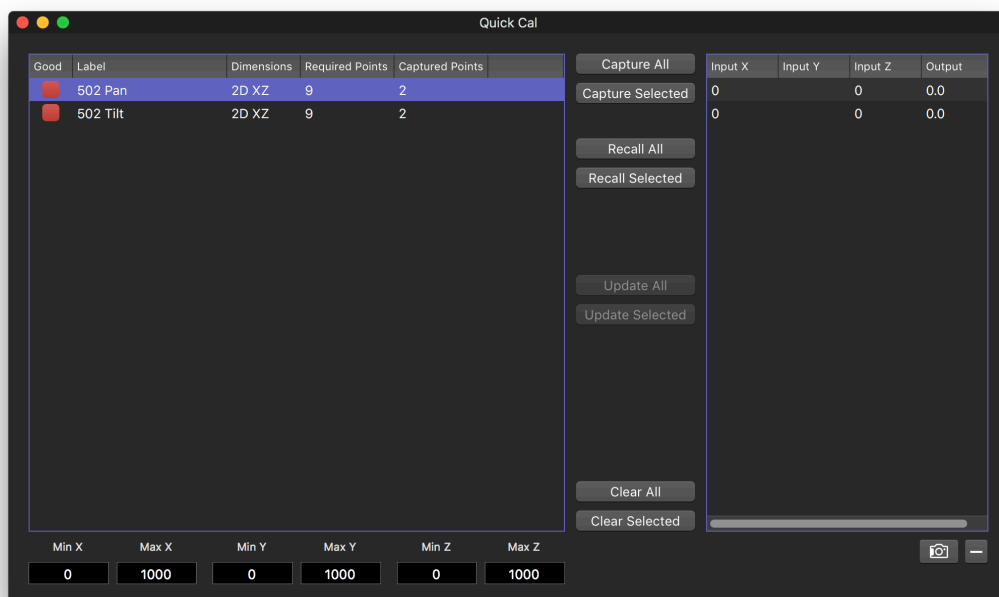 Quick Cal
Good Label Dimensions Required Points Captured Points
502 Pan 2D XZ 9 2
502 Tilt 2D XZ 9 2
Capture All
Capture Selected
Recall All
Recall Selected
Update All
Update Selected
Clear All
Clear Selected
Input X Input Y Input Z Output
0 0 0.0
0 0 0.0
Min X Max X Min Y Max Y Min Z Max Z
0 1000 0 1000 0 1000